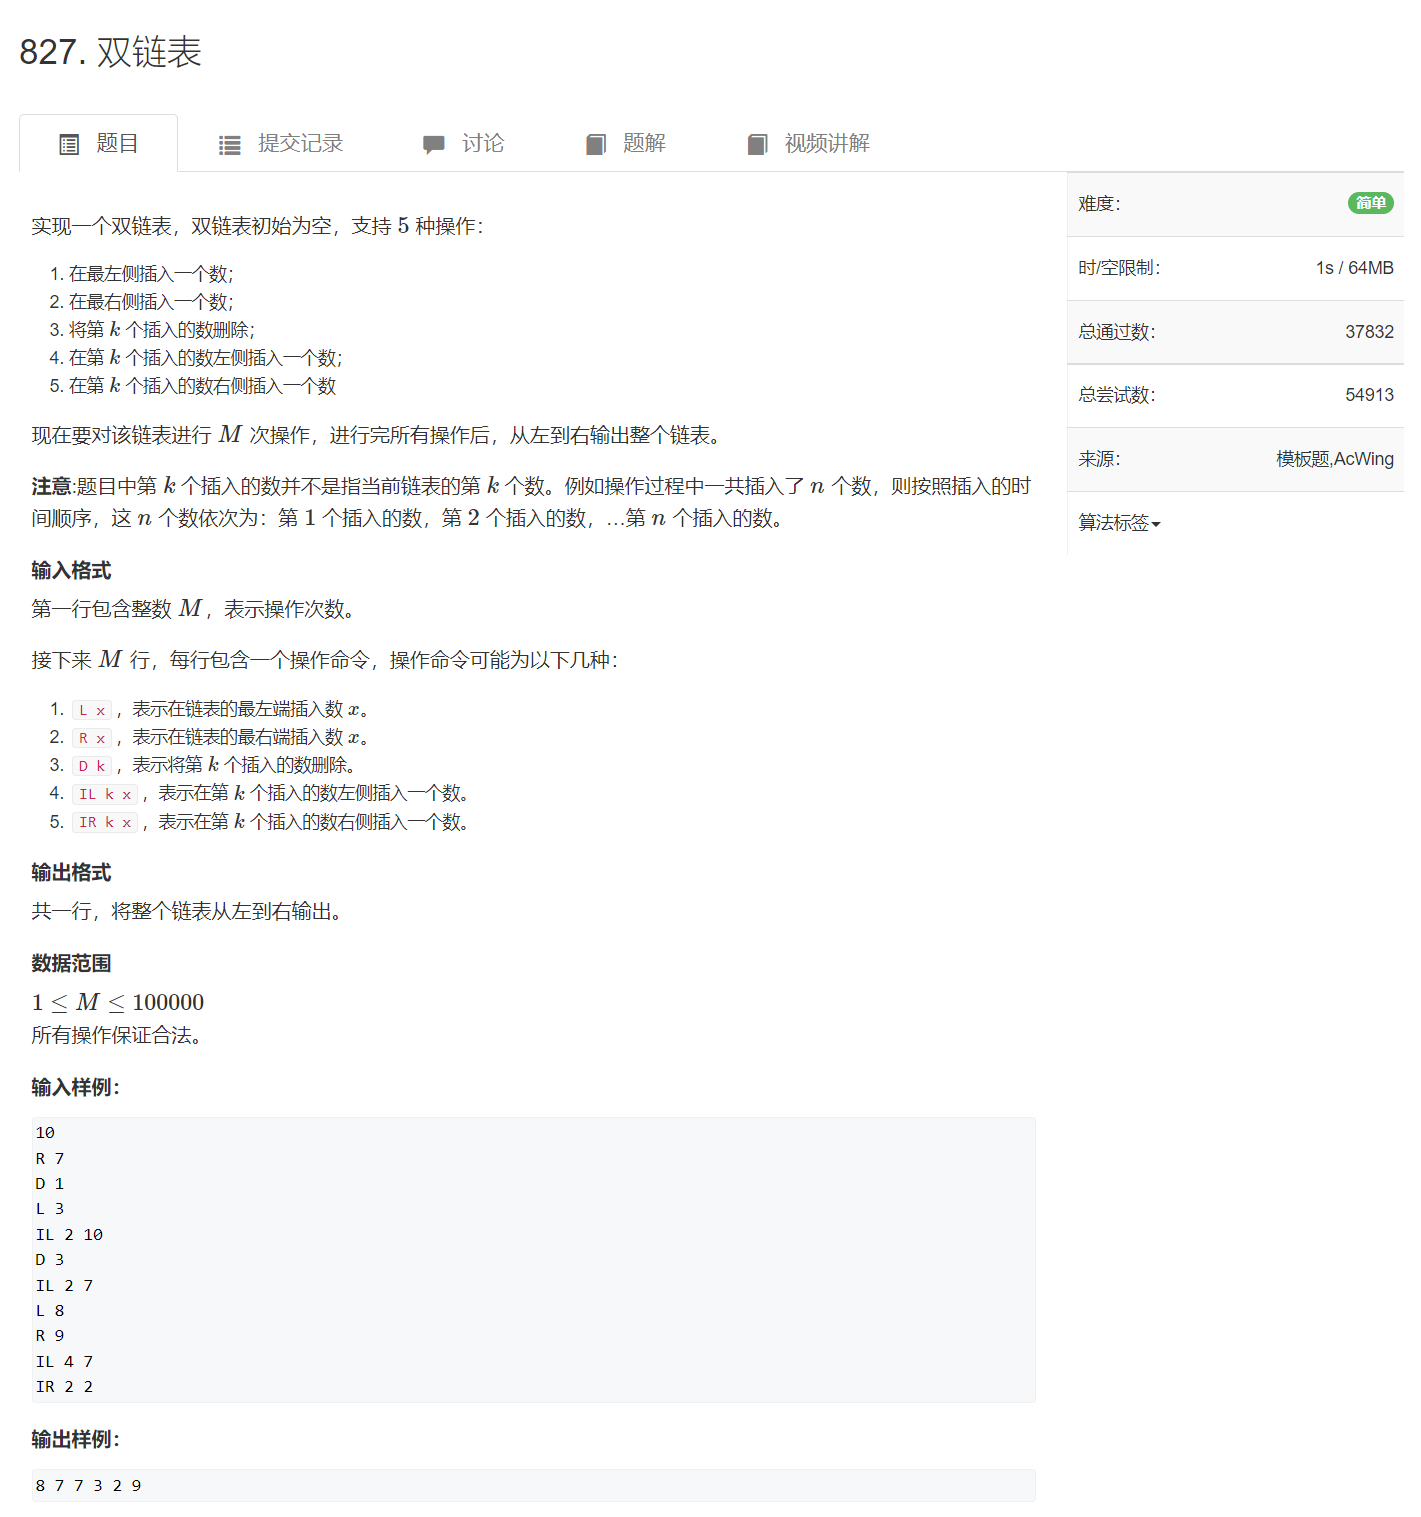 827. 双链表
题目
提交记录
讨论
题解
视频讲解
实现一个双链表，双链表初始为空，支持 5 种操作：
1. 在最左侧插入一个数；
2. 在最右侧插入一个数；
3. 将第 k 个插入的数删除；
4. 在第 k 个插入的数左侧插入一个数；
5. 在第 k 个插入的数右侧插入一个数
现在要对该链表进行 M 次操作，进行完所有操作后，从左到右输出整个链表。
注意:题目中第 k 个插入的数并不是指当前链表的第 k 个数。例如操作过程中一共插入了 n 个数，则按照插入的时
间顺序，这 n 个数依次为：第 1 个插入的数，第 2 个插入的数，…第 n 个插入的数。
输入格式
第一行包含整数 M，表示操作次数。
接下来 M 行，每行包含一个操作命令，操作命令可能为以下几种：
1. L x ，表示在链表的最左端插入数 x。
2. R x ，表示在链表的最右端插入数 x。
3. D k ，表示将第 k 个插入的数删除。
4. IL k x ，表示在第 k 个插入的数左侧插入一个数。
5. IR k x ，表示在第 k 个插入的数右侧插入一个数。
输出格式
共一行，将整个链表从左到右输出。
数据范围
1 ≤ M ≤ 100000
所有操作保证合法。
输入样例：
10
R 7
D 1
L 3
IL 2 10
D 3
IL 2 7
L 8
R 9
IL 4 7
IR 2 2
输出样例：
8 7 7 3 2 9
难度：
简单
时/空限制：
1s / 64MB
总通过数：
37832
总尝试数：
54913
来源：
模板题,AcWing
算法标签